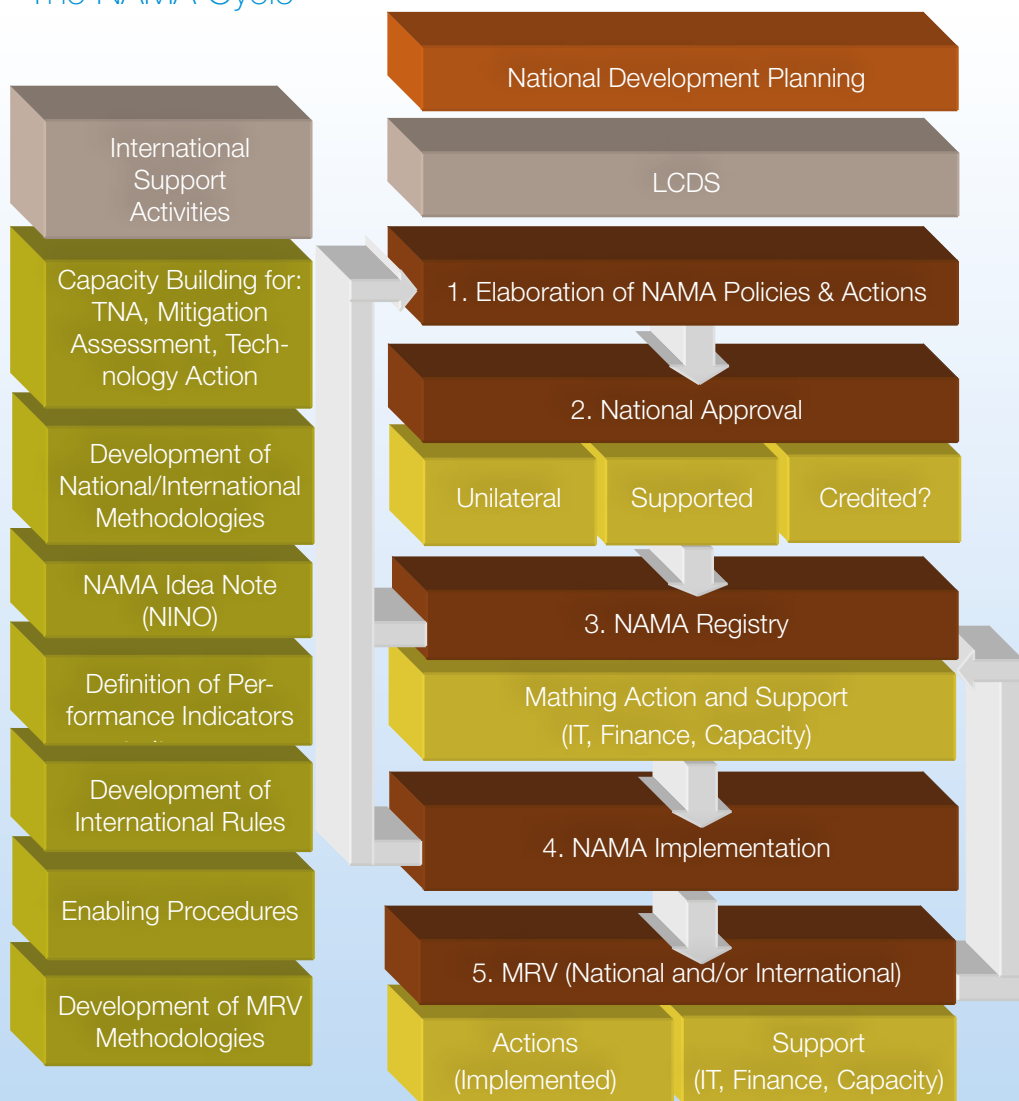 The NAMA Cycle
National Development Planning
LCDS
1. Elaboration of NAMA Policies & Actions
2. National Approval
Unilateral
Supported
Credited?
3. NAMA Registry
Mathing Action and Support
(IT, Finance, Capacity)
4. NAMA Implementation
5. MRV (National and/or International)
Actions
(Implemented)
Support
(IT, Finance, Capacity)
International
Support
Activities
Capacity Building for:
TNA, Mitigation
Assessment, Tech-
nology Action
Development of
National/International
Methodologies
NAMA Idea Note
(NINO)
Definition of Per-
formance Indicators
Development of
International Rules
Enabling Procedures
Development of MRV
Methodologies